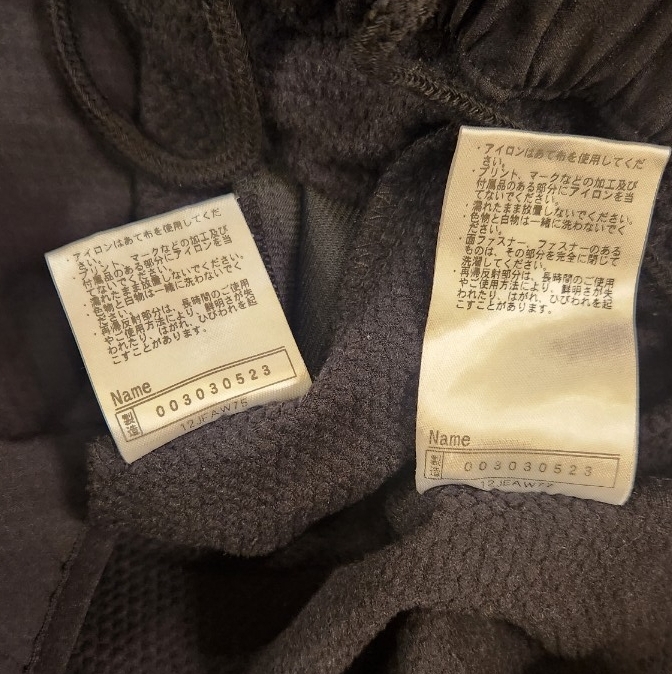 ・アイロンはあて布を使用してくだ
さい。
・プリント、マークなどの加工及び
付属品のある部分にアイロンを当
てないでください。
・濡れたまま放置しないでください。
・色物と白物は一緒に洗わないでく
ださい。
・再帰反射部分は、長時間のご使用
やご使用方法により、鮮明さが失
われたり、はがれ、ひびわれを起
こすことがあります。
Name
製造 003030523
12JFAW75
・アイロンはあて布を使用してくだ
さい。
・プリント、マークなどの加工及び
付属品のある部分にアイロンを当
てないでください。
・濡れたまま放置しないでください。
・色物と白物は一緒に洗わないでく
ださい。
・面ファスナー、ファスナーのある
ものは、その部分を完全に閉じて
洗濯してください。
・再帰反射部分は、長時間のご使用
やご使用方法により、鮮明さが失
われたり、はがれ、ひびわれを起
こすことがあります。
Name
製造 003030523